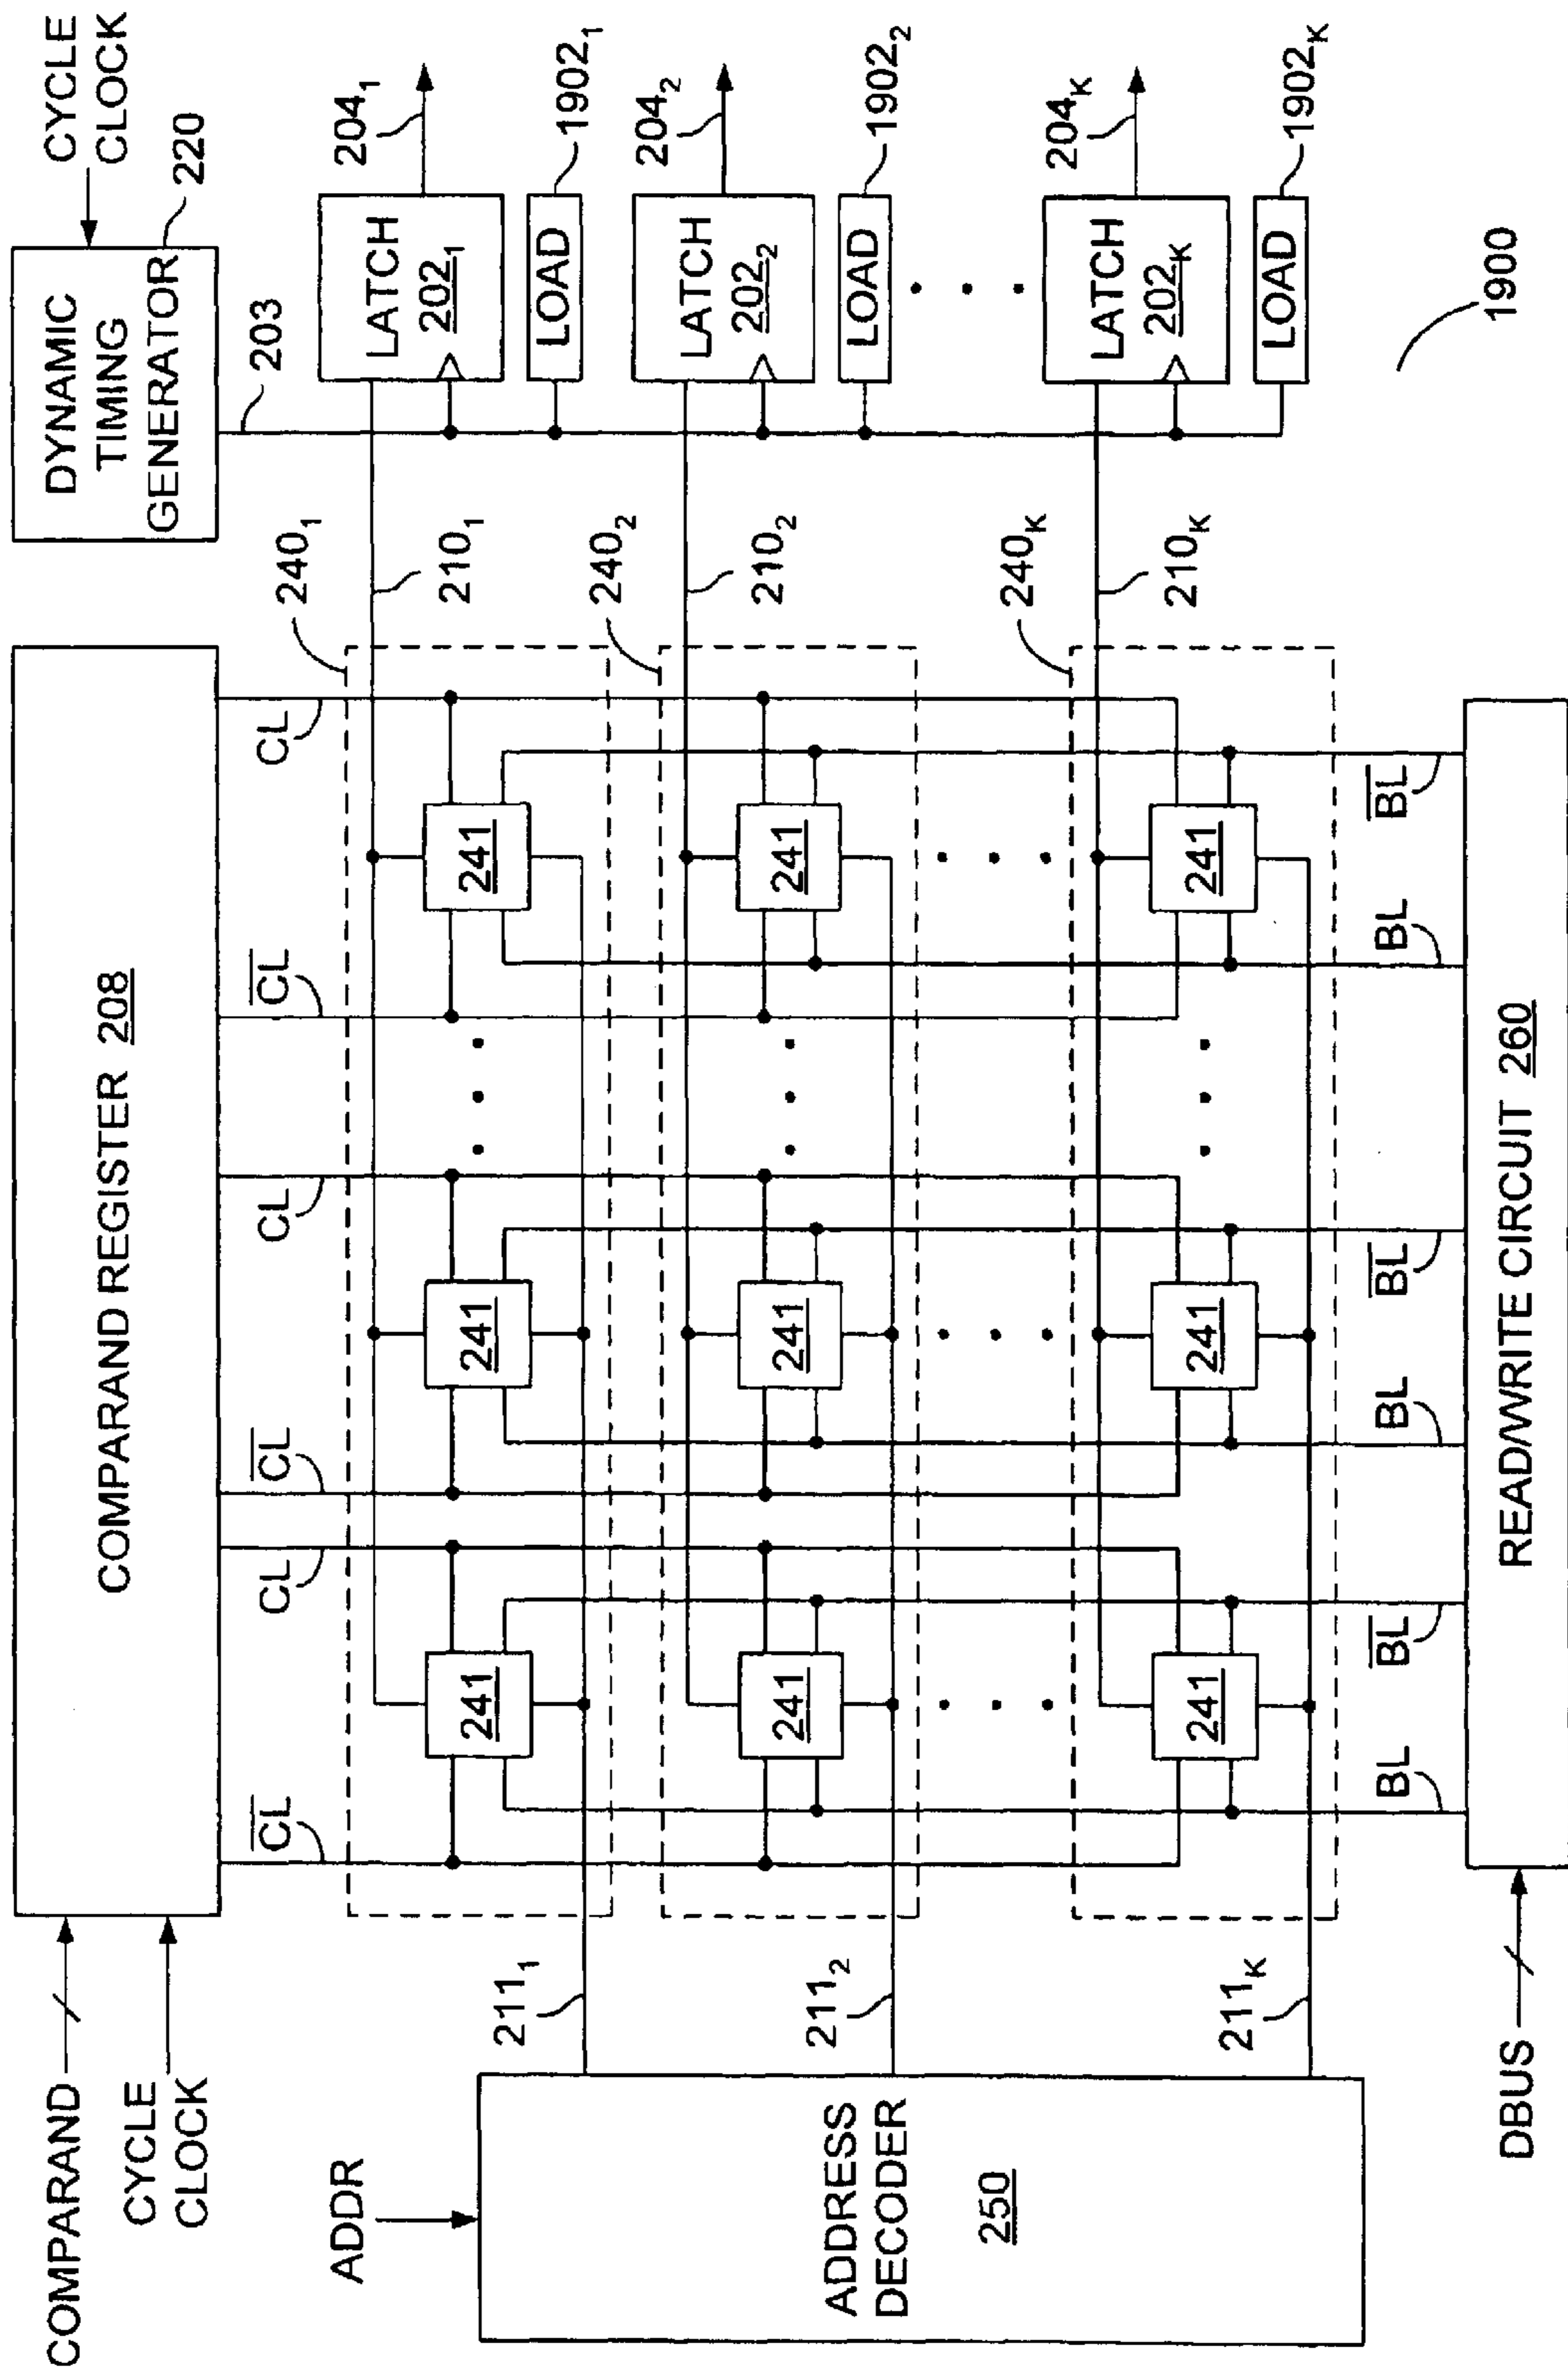 COMPARAND
CYCLE
CLOCK
COMPARAND REGISTER 208
DYNAMIC
TIMING
GENERATOR
CYCLE
CLOCK
220
203
C̅L̅
CL
C̅L̅
CL
C̅L̅
CL
240₁
210₁
LATCH
202₁
204₁
LOAD
1902₁
241
241
241
211₁
240₂
210₂
LATCH
202₂
204₂
LOAD
1902₂
241
241
241
211₂
240K
210K
LATCH
202K
204K
LOAD
1902K
241
241
241
211K
ADDR
ADDRESS
DECODER
250
BL
B̅L̅
BL
B̅L̅
BL
B̅L̅
DBUS
READ/WRITE CIRCUIT 260
1900